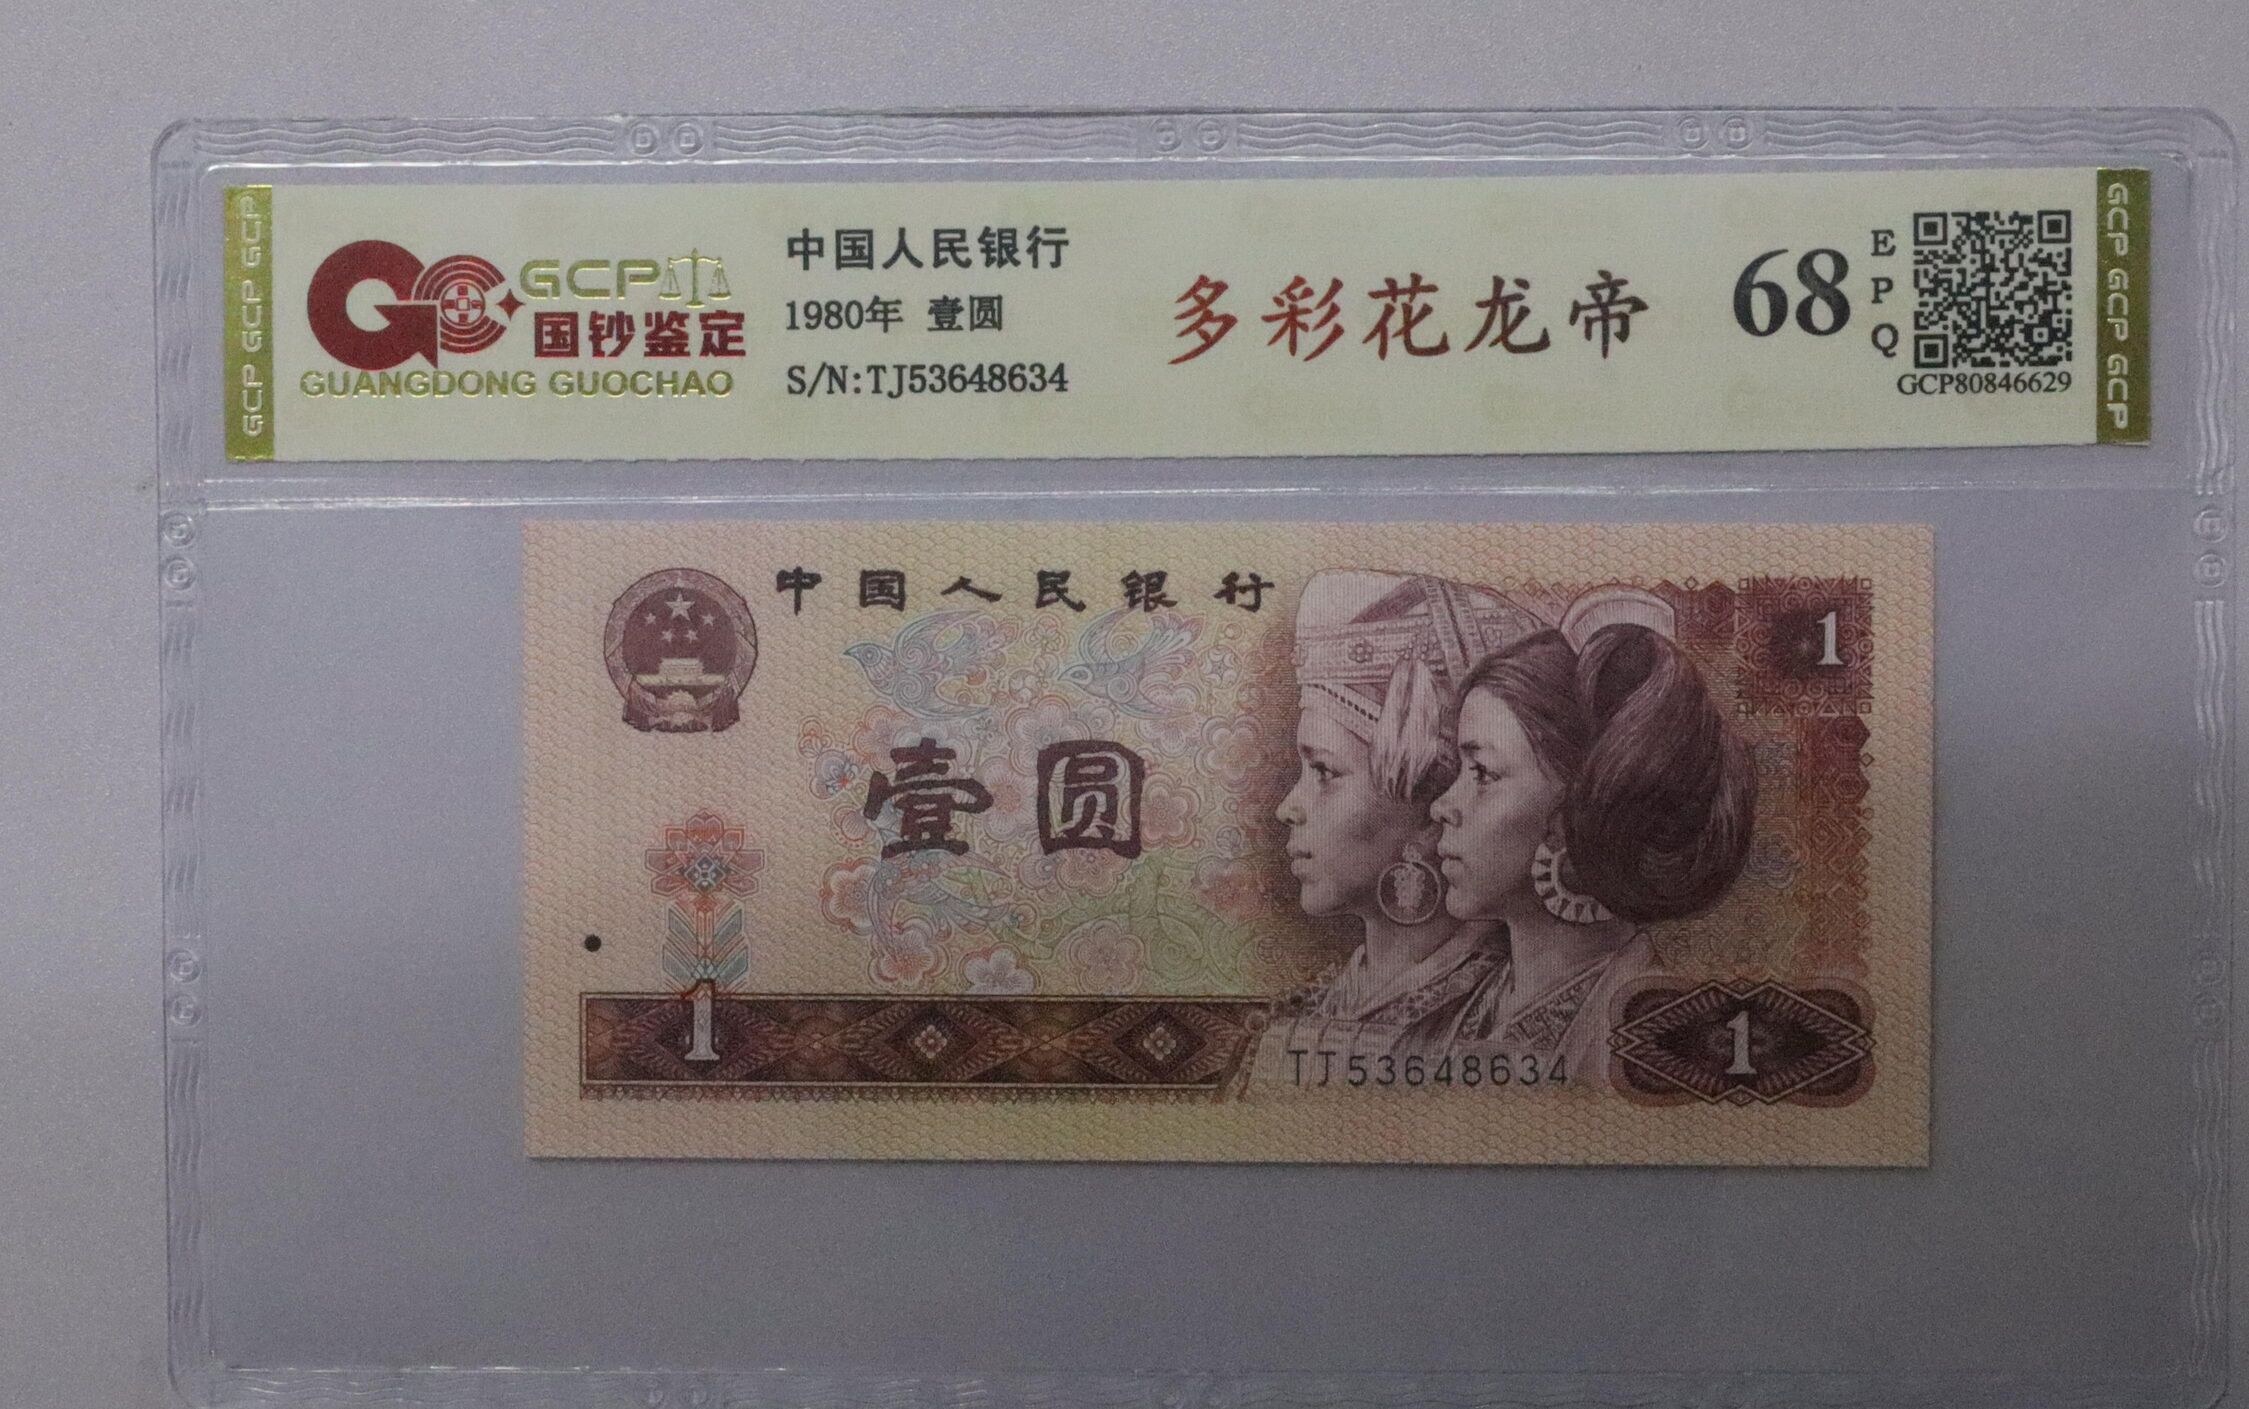 GCP GCP GCP
GCP
国钞鉴定
GUANGDONG GUOCHAO
中国人民银行
1980年 壹圆
S/N:TJ53648634
多彩花龙帝
68
EPQ
GCP80846629
GCP GCP GCP GCP
中国人民银行
1
壹圆
1
TJ53648634
1